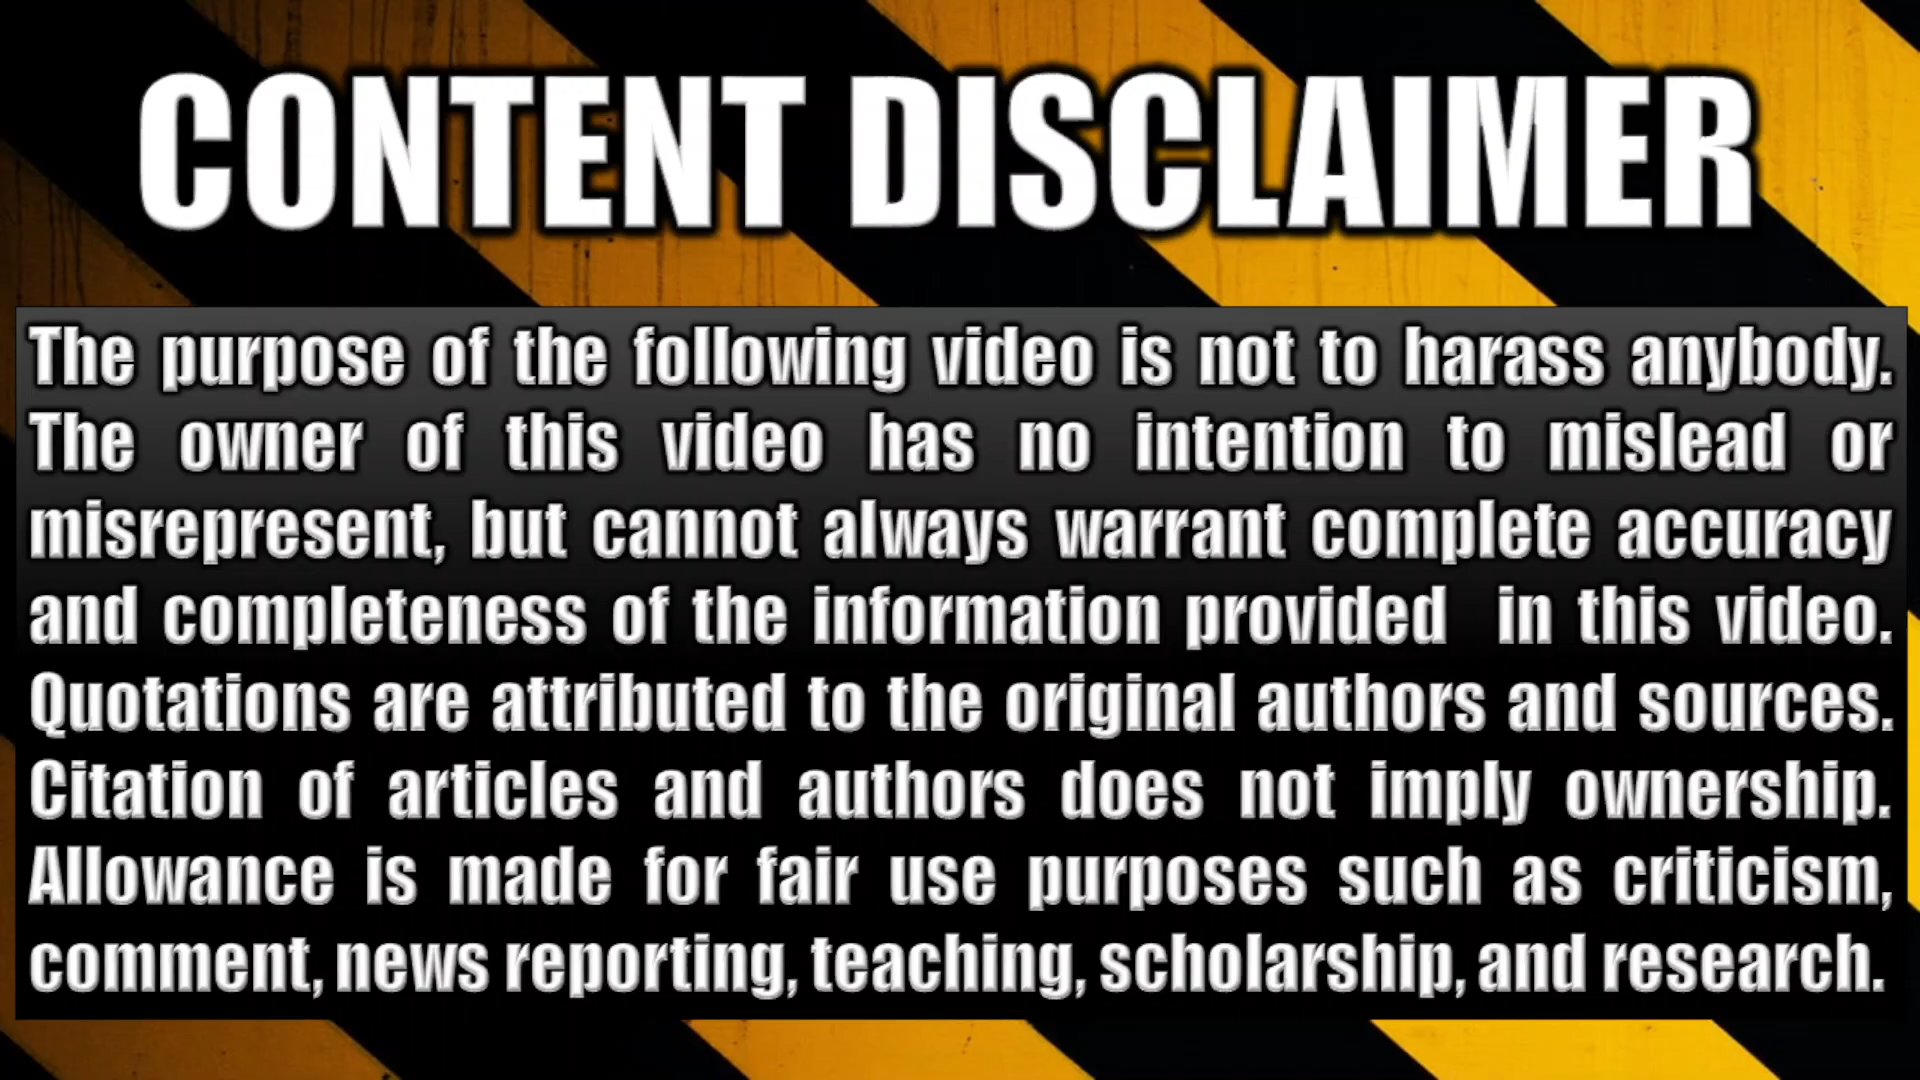 CONTENT DISCLAIMER
The purpose of the following video is not to harass anybody.
The owner of this video has no intention to mislead or
misrepresent, but cannot always warrant complete accuracy
and completeness of the information provided in this video.
Quotations are attributed to the original authors and sources.
Citation of articles and authors does not imply ownership.
Allowance is made for fair use purposes such as criticism,
comment, news reporting, teaching, scholarship, and research.